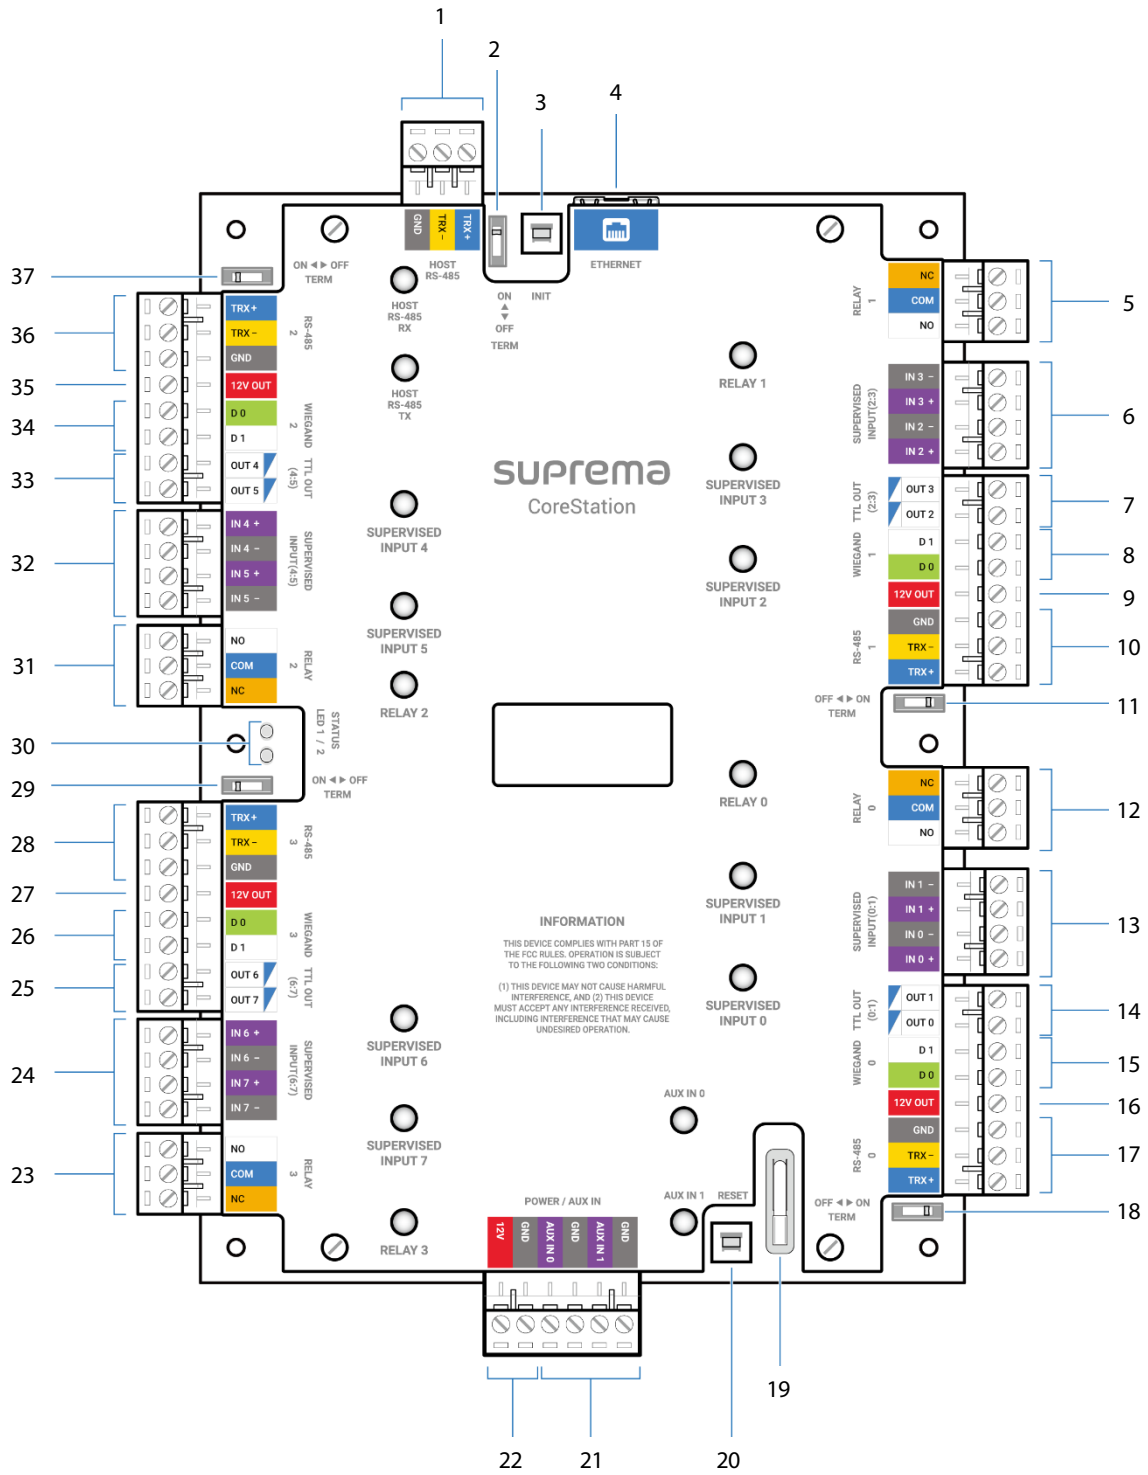 1
2
3
4
GND
TRX −
TRX +
HOST
RS-485
ON
OFF
TERM
INIT
ETHERNET
HOST
RS-485
RX
HOST
RS-485
TX
37
ON ◀ ▶ OFF
TERM
36
TRX +
TRX −
GND
RS-485
2
35
12V OUT
34
D 0
D 1
WIEGAND
2
33
OUT 4
OUT 5
TTL OUT
(4:5)
32
IN 4 +
IN 4 −
IN 5 +
IN 5 −
SUPERVISED
INPUT(4:5)
31
NO
COM
NC
RELAY
2
30
STATUS
LED 1 / 2
29
ON ◀ ▶ OFF
TERM
28
TRX +
TRX −
GND
RS-485
3
27
12V OUT
26
D 0
D 1
WIEGAND
3
25
OUT 6
OUT 7
TTL OUT
(6:7)
24
IN 6 +
IN 6 −
IN 7 +
IN 7 −
SUPERVISED
INPUT(6:7)
23
NO
COM
NC
RELAY
3
suprema
CoreStation
SUPERVISED
INPUT 4
SUPERVISED
INPUT 5
RELAY 2
SUPERVISED
INPUT 6
SUPERVISED
INPUT 7
RELAY 3
RELAY 1
SUPERVISED
INPUT 3
SUPERVISED
INPUT 2
RELAY 0
SUPERVISED
INPUT 1
SUPERVISED
INPUT 0
INFORMATION
THIS DEVICE COMPLIES WITH PART 15 OF
THE FCC RULES. OPERATION IS SUBJECT
TO THE FOLLOWING TWO CONDITIONS:
(1) THIS DEVICE MAY NOT CAUSE HARMFUL
INTERFERENCE, AND (2) THIS DEVICE
MUST ACCEPT ANY INTERFERENCE RECEIVED,
INCLUDING INTERFERENCE THAT MAY CAUSE
UNDESIRED OPERATION.
AUX IN 0
AUX IN 1
RESET
POWER / AUX IN
12V
GND
AUX IN 0
GND
AUX IN 1
GND
RELAY
1
NC
COM
NO
5
SUPERVISED
INPUT(2:3)
IN 3 −
IN 3 +
IN 2 −
IN 2 +
6
TTL OUT
(2:3)
OUT 3
OUT 2
7
WIEGAND
1
D 1
D 0
8
12V OUT
9
RS-485
1
GND
TRX −
TRX +
10
OFF ◀ ▶ ON
TERM
11
RELAY
0
NC
COM
NO
12
SUPERVISED
INPUT(0:1)
IN 1 −
IN 1 +
IN 0 −
IN 0 +
13
TTL OUT
(0:1)
OUT 1
OUT 0
14
WIEGAND
0
D 1
D 0
15
12V OUT
16
RS-485
0
GND
TRX −
TRX +
17
OFF ◀ ▶ ON
TERM
18
19
20
21
22